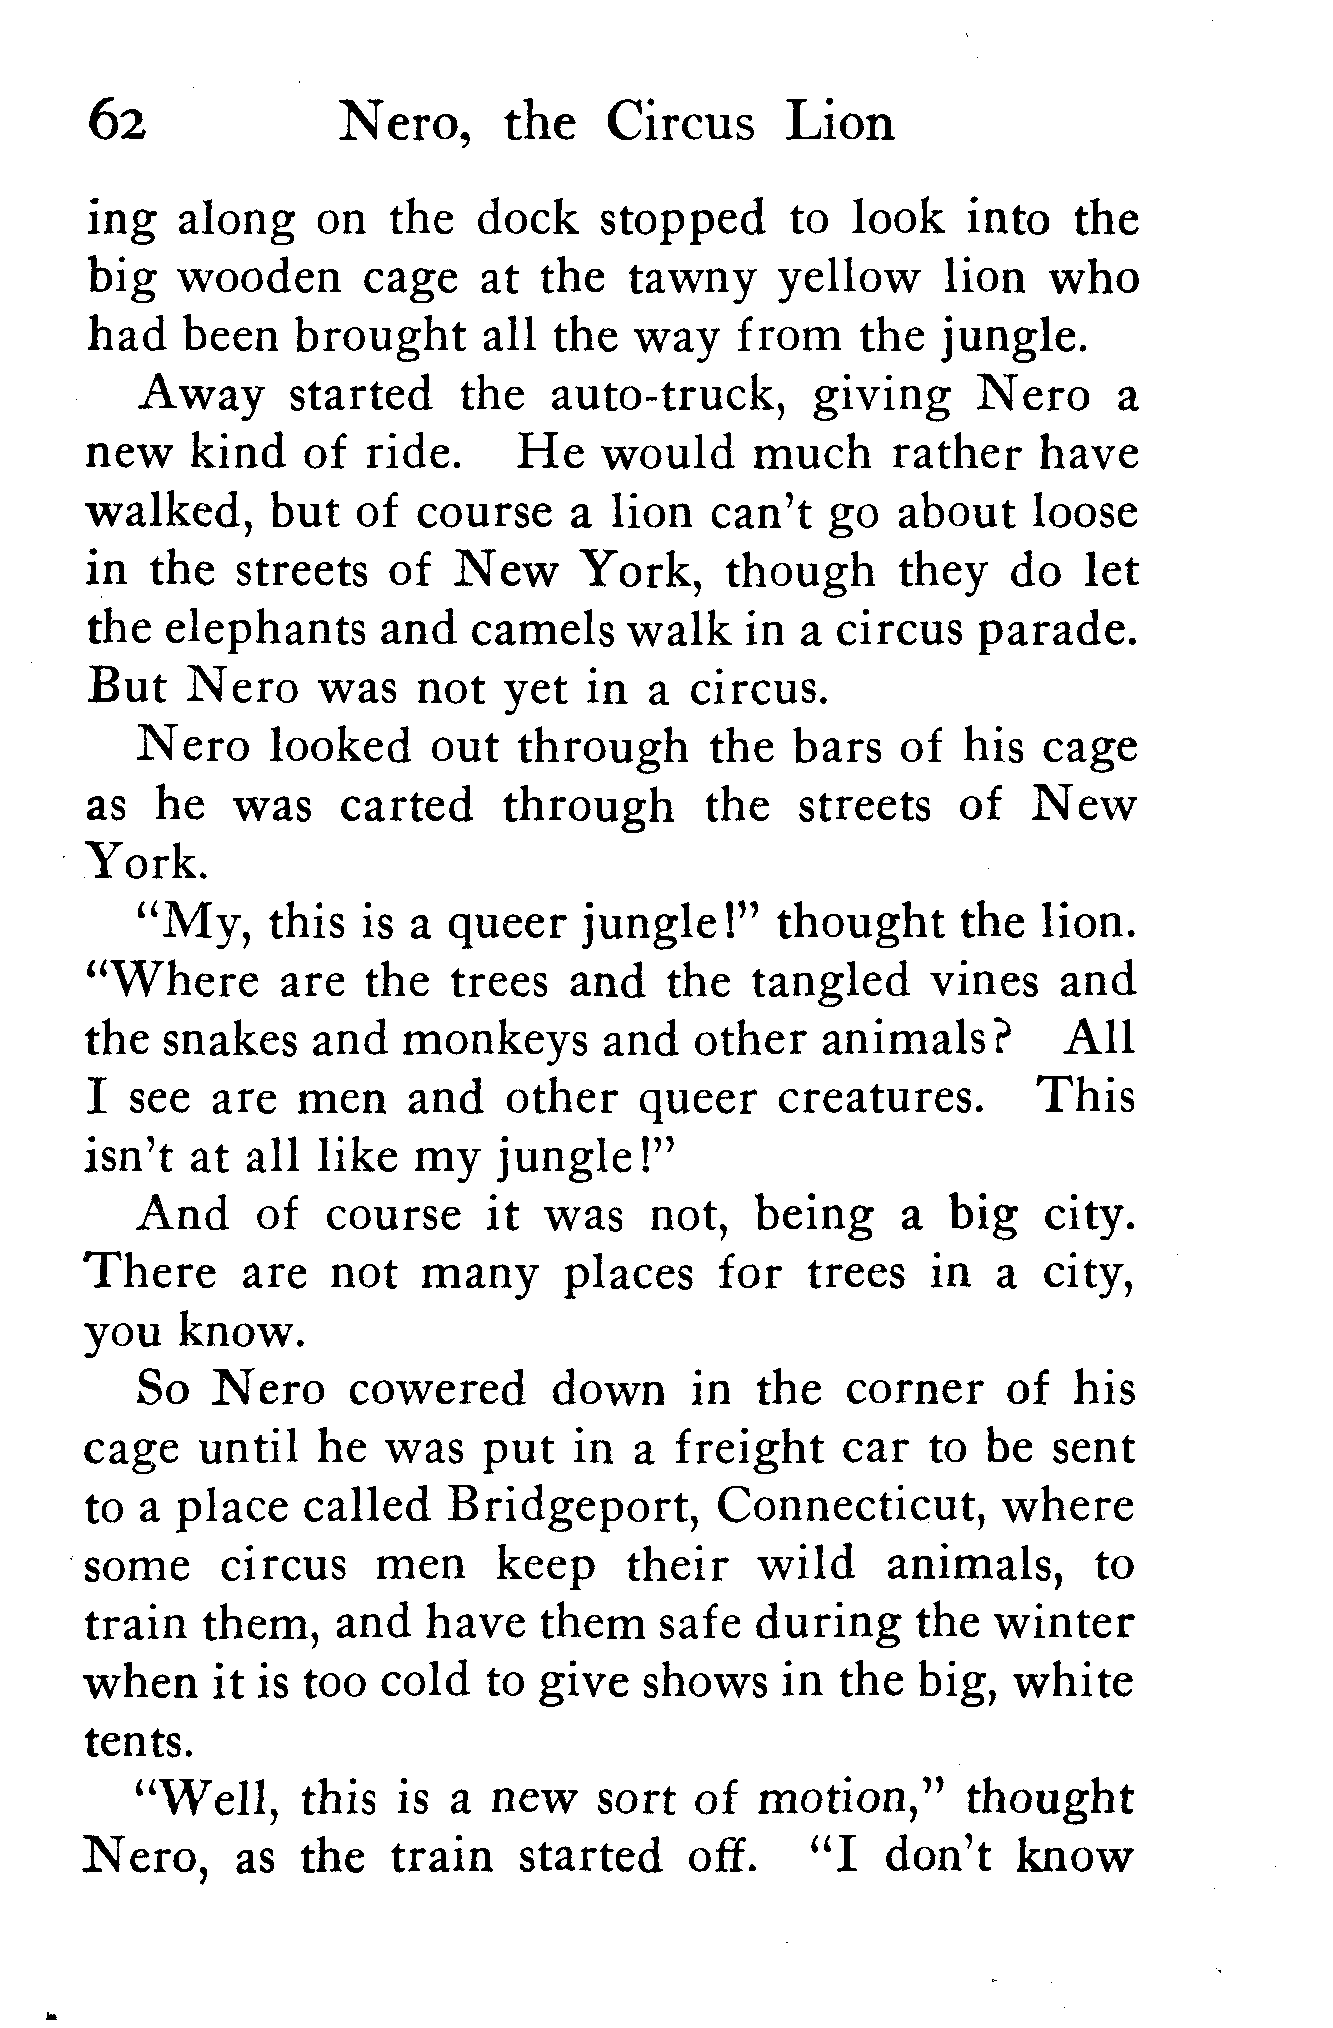 62 Nero, the Circus Lion
ing along on the dock stopped to look into the
big wooden cage at the tawny yellow lion who
had been brought all the way from the jungle.
Away started the auto-truck, giving Nero a
new kind of ride. He would much rather have
walked, but of course a lion can't go about loose
in the streets of New York, though they do let
the elephants and camels walk in a circus parade.
But Nero was not yet in a circus.
Nero looked out through the bars of his cage
as he was carted through the streets of New
York.
"My, this is a queer jungle!" thought the lion.
"Where are the trees and the tangled vines and
the snakes and monkeys and other animals? All
I see are men and other queer creatures. This
isn't at all like my jungle!"
And of course it was not, being a big city.
There are not many places for trees in a city,
you know.
So Nero cowered down in the corner of his
cage until he was put in a freight car to be sent
to a place called Bridgeport, Connecticut, where
some circus men keep their wild animals, to
train them, and have them safe during the winter
when it is too cold to give shows in the big, white
tents.
"Well, this is a new sort of motion," thought
Nero, as the train started off. "I don't know